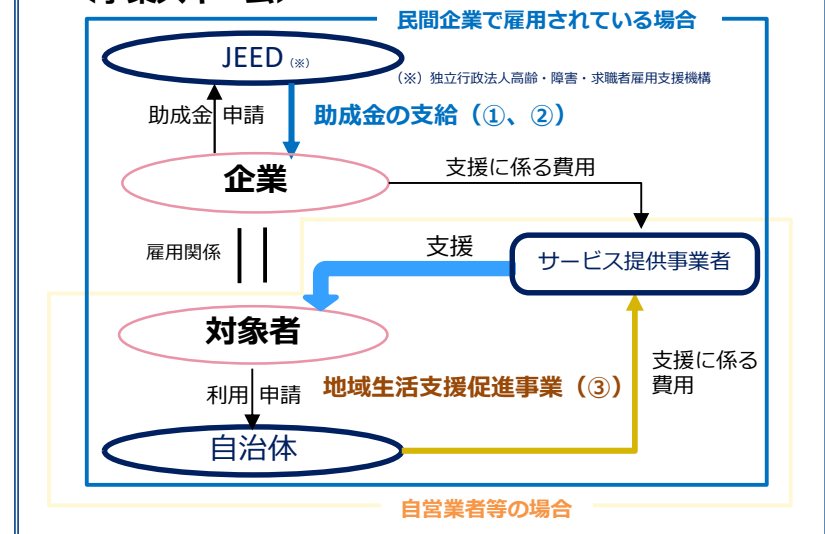 民間企業で雇用されている場合
JEED (※)
(※)独立行政法人高齢・障害・求職者雇用支援機構
助成金 申請
助成金の支給(①、②)
企業
支援に係る費用
雇用関係
支援
サービス提供事業者
対象者
支援に係る
費用
利用 申請
地域生活支援促進事業(③)
自治体
自営業者等の場合